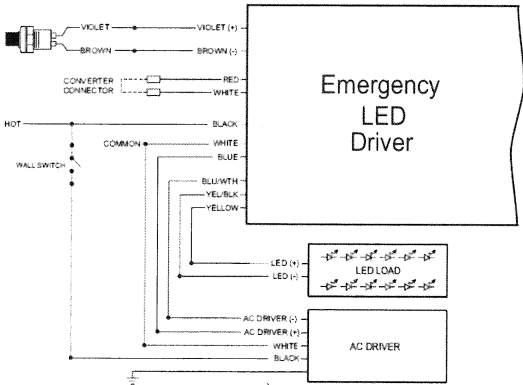 VIOLET VIOLET (+)
BROWN BROWN (-)
CONVERTER CONNECTOR
RED
WHITE
Emergency
LED
Driver
HOT BLACK
COMMON WHITE
BLUE
WALL SWITCH
BLU/WTH
YEL/BLK
YELLOW
LED (+)
LED (-)
LED LOAD
AC DRIVER (-)
AC DRIVER (+)
WHITE
BLACK
AC DRIVER